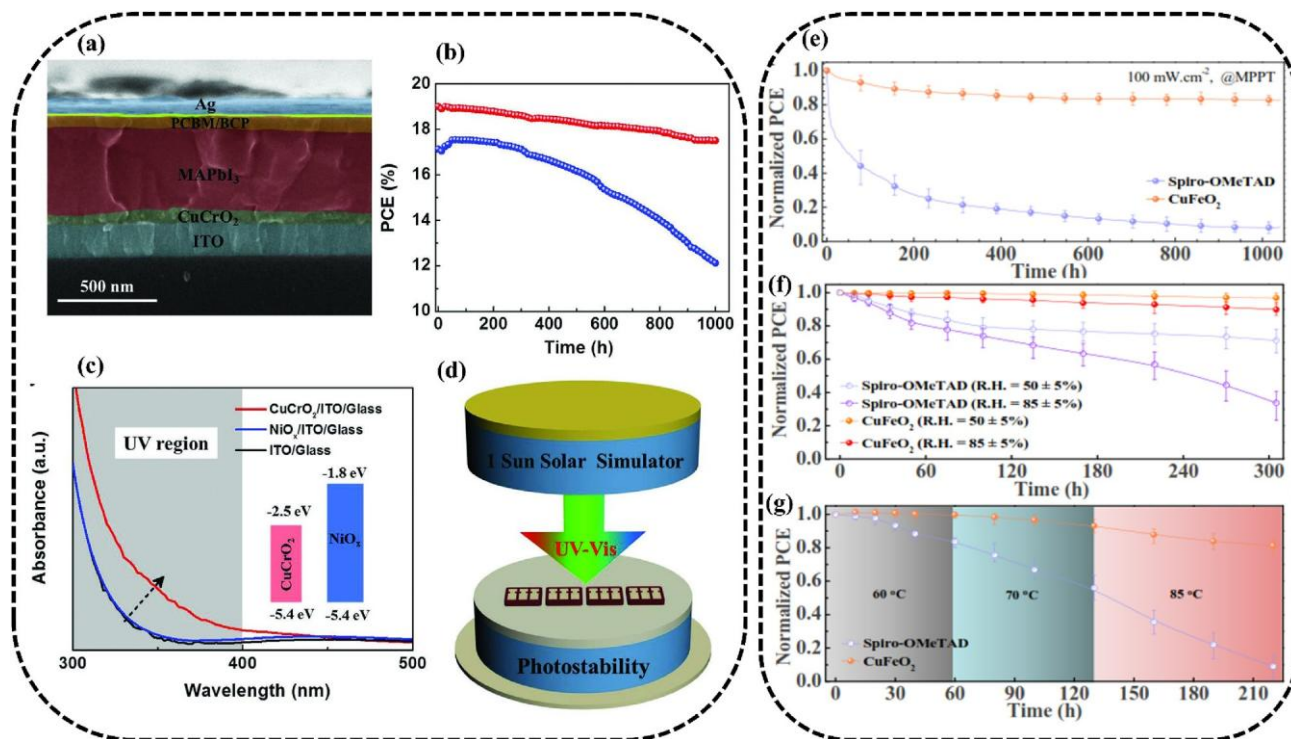 (a)
Ag
PCBM/BCP
MAPbI₃
CuCrO₂
ITO
500 nm
(b)
PCE (%)
20
18
16
14
12
10
0 200 400 600 800 1000
Time (h)
(c)
CuCrO₂/ITO/Glass
NiOₓ/ITO/Glass
ITO/Glass
UV region
-1.8 eV
-2.5 eV
CuCrO₂
NiOₓ
-5.4 eV
-5.4 eV
Absorbance (a.u.)
300 400 500
Wavelength (nm)
(d)
1 Sun Solar Simulator
UV-Vis
Photostability
(e)
100 mW.cm⁻², @MPPT
Normalized PCE
1.0
0.8
0.6
0.4
0.2
0.0
Spiro-OMeTAD
CuFeO₂
0 200 400 600 800 1000
Time (h)
(f)
Normalized PCE
1.0
0.8
0.6
0.4
0.2
0.0
Spiro-OMeTAD (R.H. = 50 ± 5%)
Spiro-OMeTAD (R.H. = 85 ± 5%)
CuFeO₂ (R.H. = 50 ± 5%)
CuFeO₂ (R.H. = 85 ± 5%)
0 60 120 180 240 300
Time (h)
(g)
Normalized PCE
1.0
0.8
0.6
0.4
0.2
0.0
60 °C
70 °C
85 °C
Spiro-OMeTAD
CuFeO₂
0 30 60 90 120 150 180 210
Time (h)